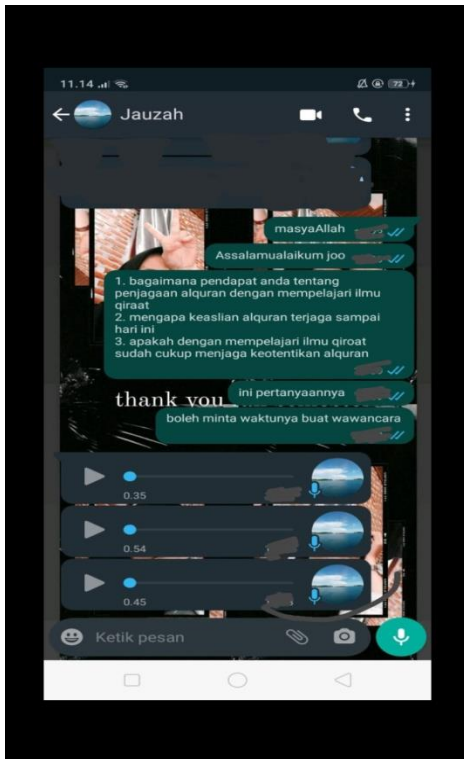 11.14
72
Jauzah
masyaAllah
Assalamualaikum joo
1. bagaimana pendapat anda tentang
penjagaan alquran dengan mempelajari ilmu
qiraat
2. mengapa keaslian alquran terjaga sampai
hari ini
3. apakah dengan mempelajari ilmu qiroat
sudah cukup menjaga keotentikan alquran
ini pertanyaannya
thank you
boleh minta waktunya buat wawancara
0.35
0.54
0.45
Ketik pesan